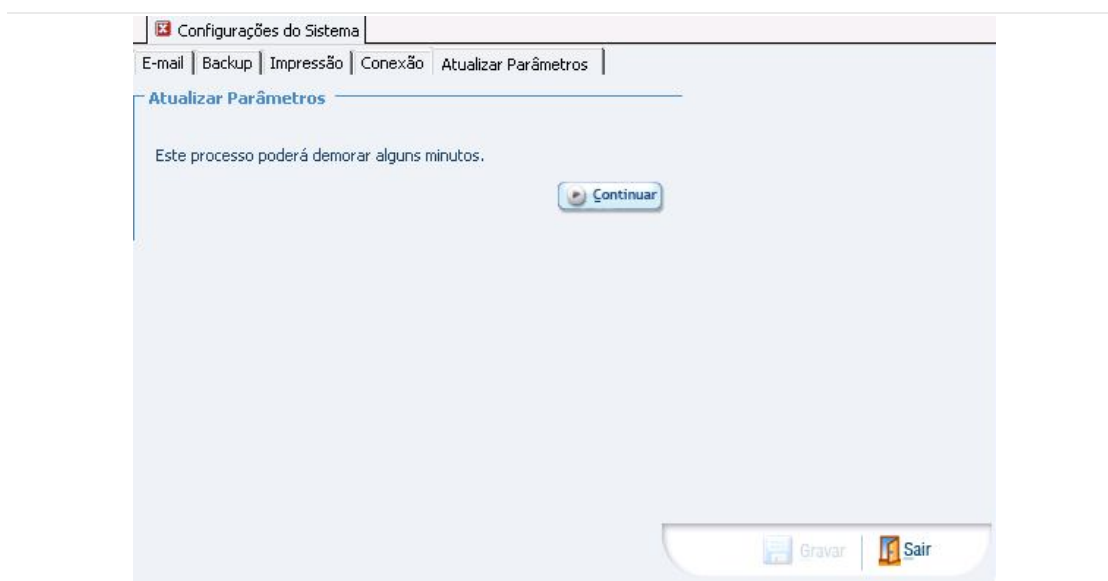 Configurações do Sistema
E-mail Backup Impressão Conexão Atualizar Parâmetros
Atualizar Parâmetros
Este processo poderá demorar alguns minutos.
Continuar
Gravar Sair